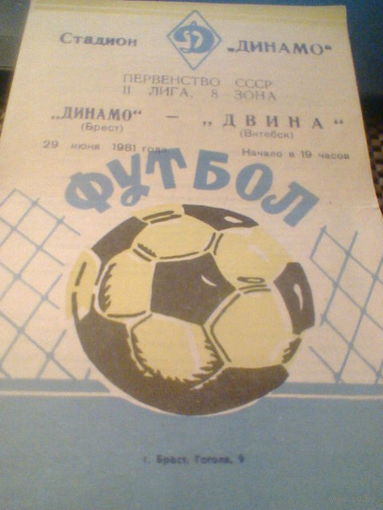 Стадион „ДИНАМО"
ПЕРВЕНСТВО СССР
II ЛИГА, 8 ЗОНА
„ДИНАМО" — „ДВИНА"
(Брест) (Витебск)
29 июня 1981 года Начало в 19 часов
ФУТБОЛ
г. Брест, Гоголя, 9